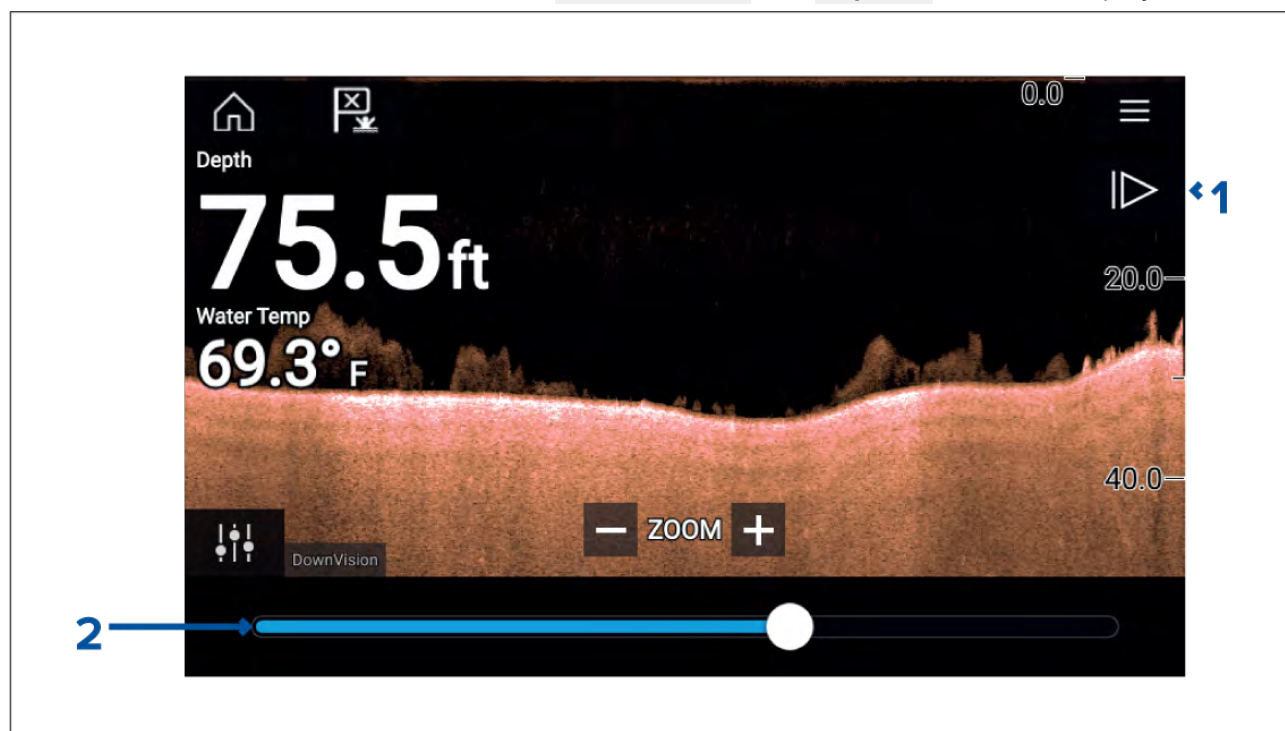 0.0
Depth
75.5ft
1
20.0
Water Temp
69.3° F
40.0
ZOOM
DownVision
2